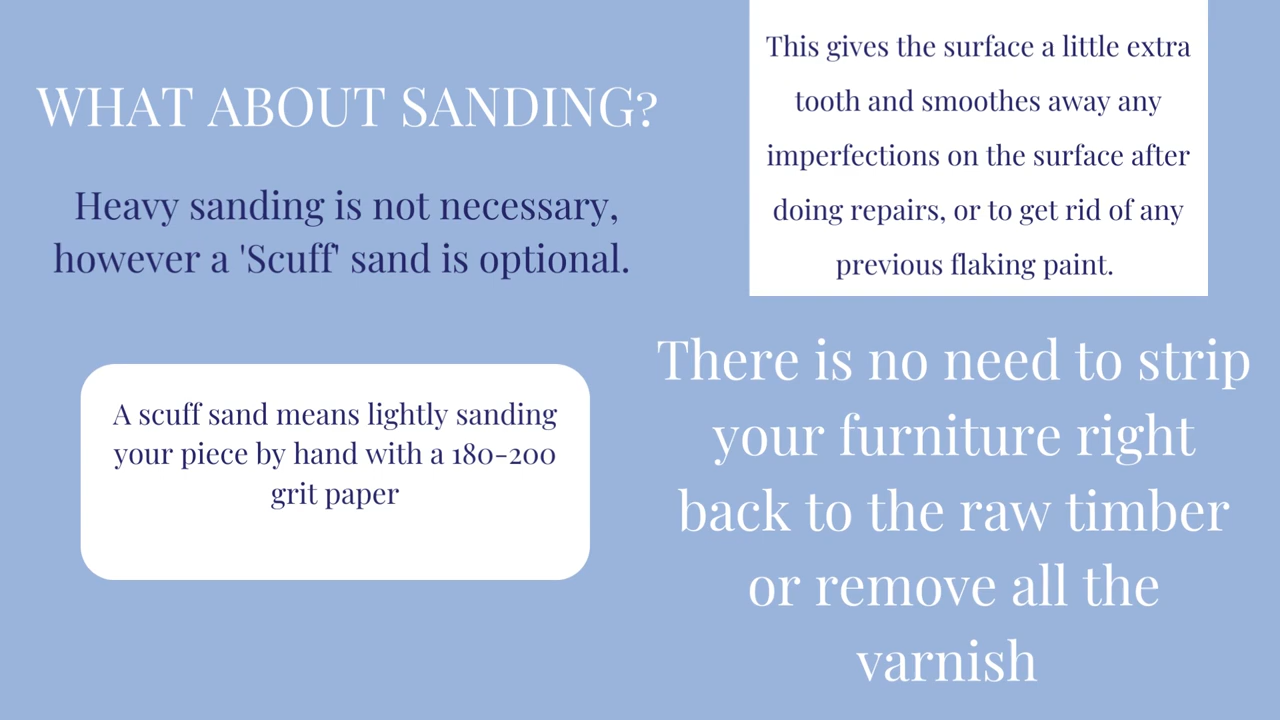 WHAT ABOUT SANDING?
Heavy sanding is not necessary,
however a 'Scuff' sand is optional.
A scuff sand means lightly sanding
your piece by hand with a 180-200
grit paper
This gives the surface a little extra
tooth and smoothes away any
imperfections on the surface after
doing repairs, or to get rid of any
previous flaking paint.
There is no need to strip
your furniture right
back to the raw timber
or remove all the
varnish